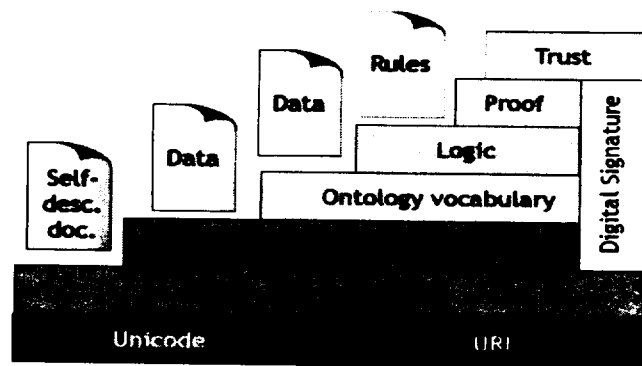 Rules
Trust
Data
Proof
Data
Logic
Self-
desc.
doc.
Ontology vocabulary
Digital Signature
Unicode
URI